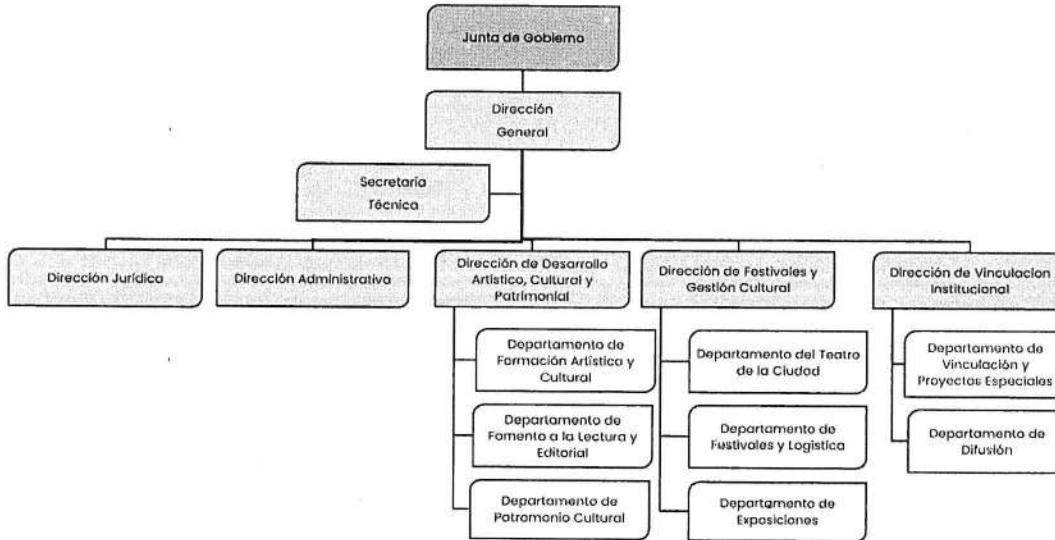 Junta de Gobierno
Dirección
General
Secretaría
Técnica
Dirección Jurídica
Dirección Administrativa
Dirección de Desarrollo
Artístico, Cultural y
Patrimonial
Dirección de Festivales y
Gestión Cultural
Dirección de Vinculacion
Institucional
Departamento de
Formación Artística y
Cultural
Departamento de
Fomento a la Lectura y
Editorial
Departamento de
Patromonio Cultural
Departamento del Teatro
de la Ciudad
Departamento de
Festivales y Logística
Departamento de
Exposiciones
Departamento de
Vinculación y
Proyectos Especiales
Departamento de
Difusión